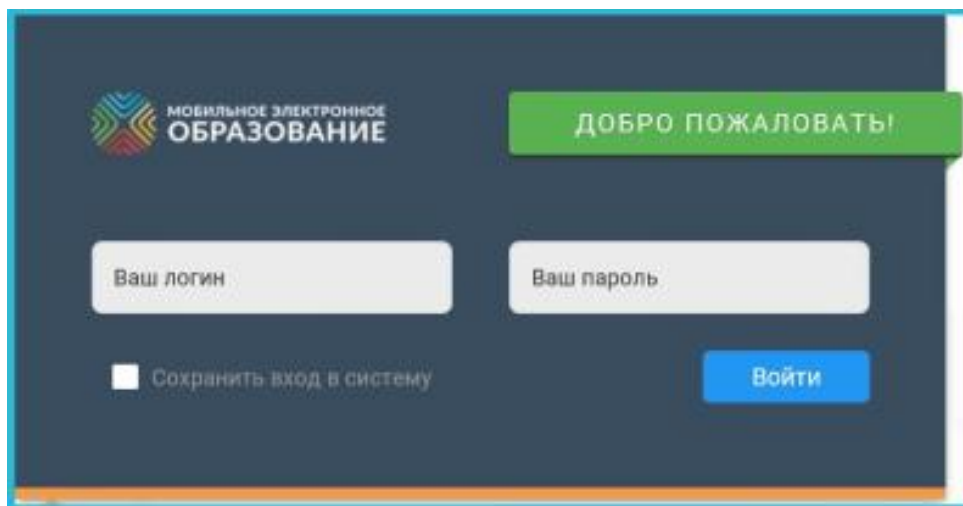 МОБИЛЬНОЕ ЭЛЕКТРОННОЕ
ОБРАЗОВАНИЕ
ДОБРО ПОЖАЛОВАТЬ!
Ваш логин
Ваш пароль
Сохранить вход в систему
Войти